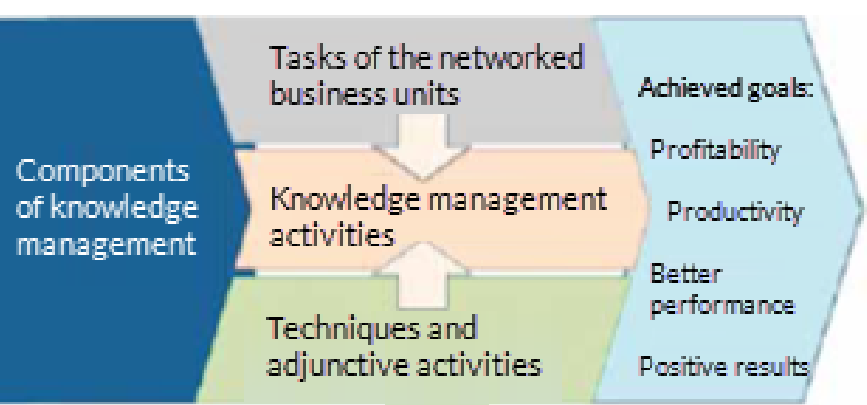 Components
of knowledge
management
Tasks of the networked
business units
Knowledge management
activities
Techniques and
adjunctive activities
Achieved goals:
Profitability
Productivity
Better
performance
Positive results